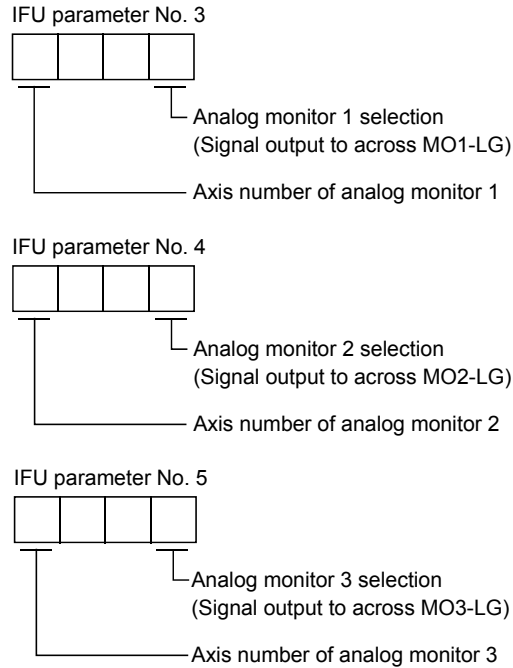 IFU parameter No. 3
Analog monitor 1 selection
(Signal output to across MO1-LG)
Axis number of analog monitor 1
IFU parameter No. 4
Analog monitor 2 selection
(Signal output to across MO2-LG)
Axis number of analog monitor 2
IFU parameter No. 5
Analog monitor 3 selection
(Signal output to across MO3-LG)
Axis number of analog monitor 3